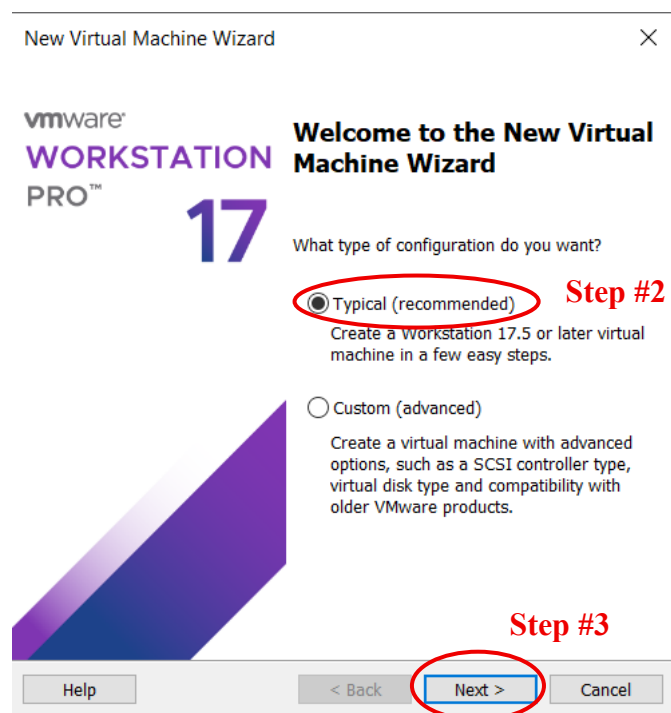 New Virtual Machine Wizard
vmware®
WORKSTATION
PRO™
17
Welcome to the New Virtual
Machine Wizard
What type of configuration do you want?
Typical (recommended)
Step #2
Create a Workstation 17.5 or later virtual
machine in a few easy steps.
Custom (advanced)
Create a virtual machine with advanced
options, such as a SCSI controller type,
virtual disk type and compatibility with
older VMware products.
Step #3
Help
< Back
Next >
Cancel